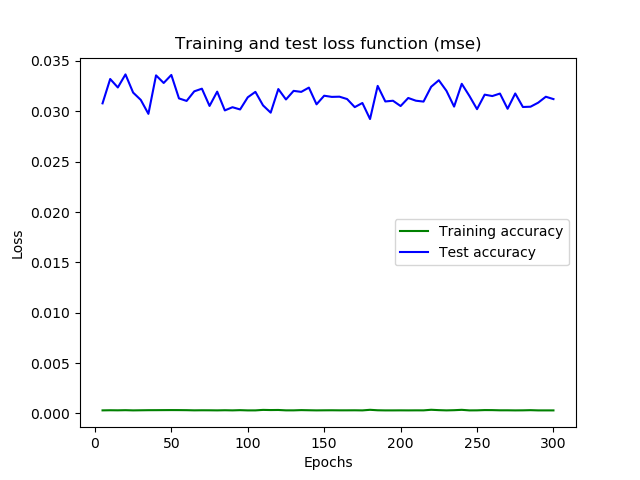 Training and test loss function (mse)
0.035
0.030
0.025
0.020
0.015
0.010
0.005
0.000
Loss
Training accuracy
Test accuracy
0 50 100 150 200 250 300
Epochs